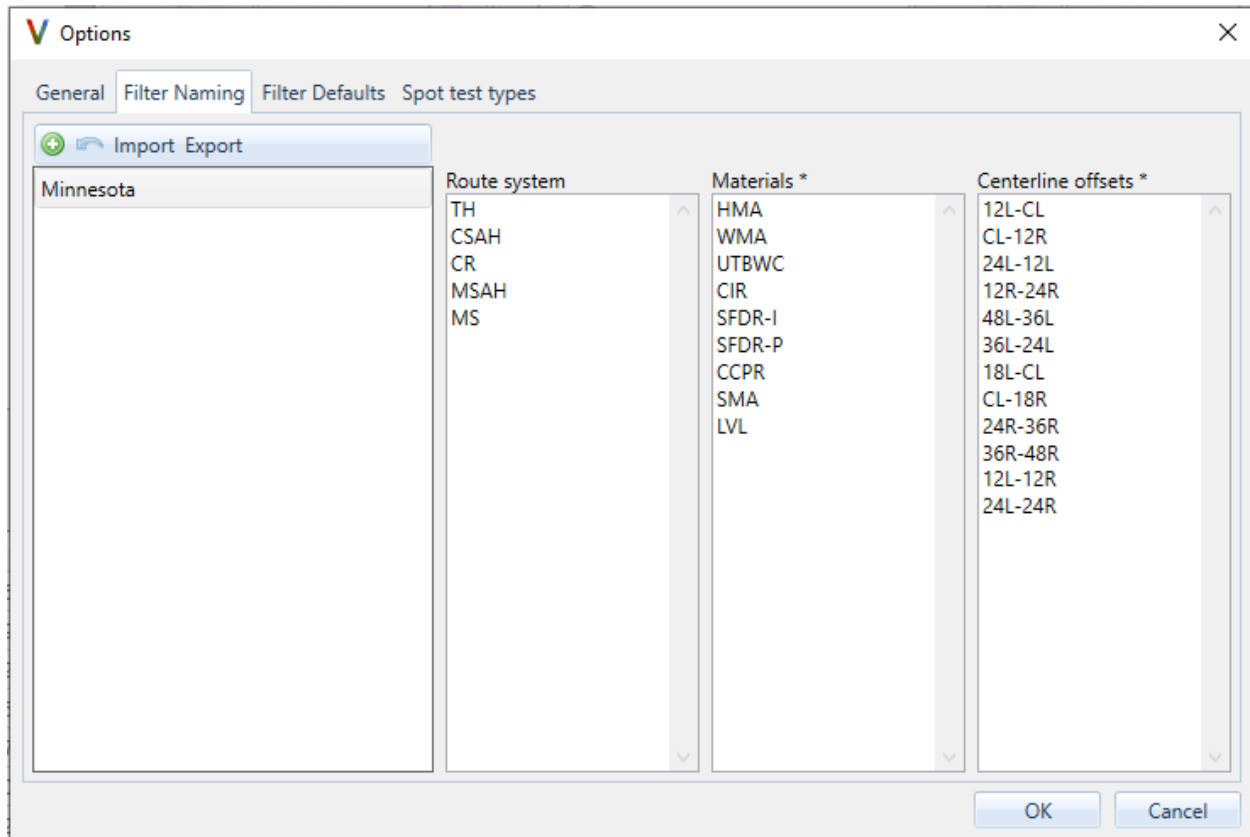 Options
General Filter Naming Filter Defaults Spot test types
Import Export
Minnesota
Route system
TH
CSAH
CR
MSAH
MS
Materials *
HMA
WMA
UTBWC
CIR
SFDR-I
SFDR-P
CCPR
SMA
LVL
Centerline offsets *
12L-CL
CL-12R
24L-12L
12R-24R
48L-36L
36L-24L
18L-CL
CL-18R
24R-36R
36R-48R
12L-12R
24L-24R
OK Cancel